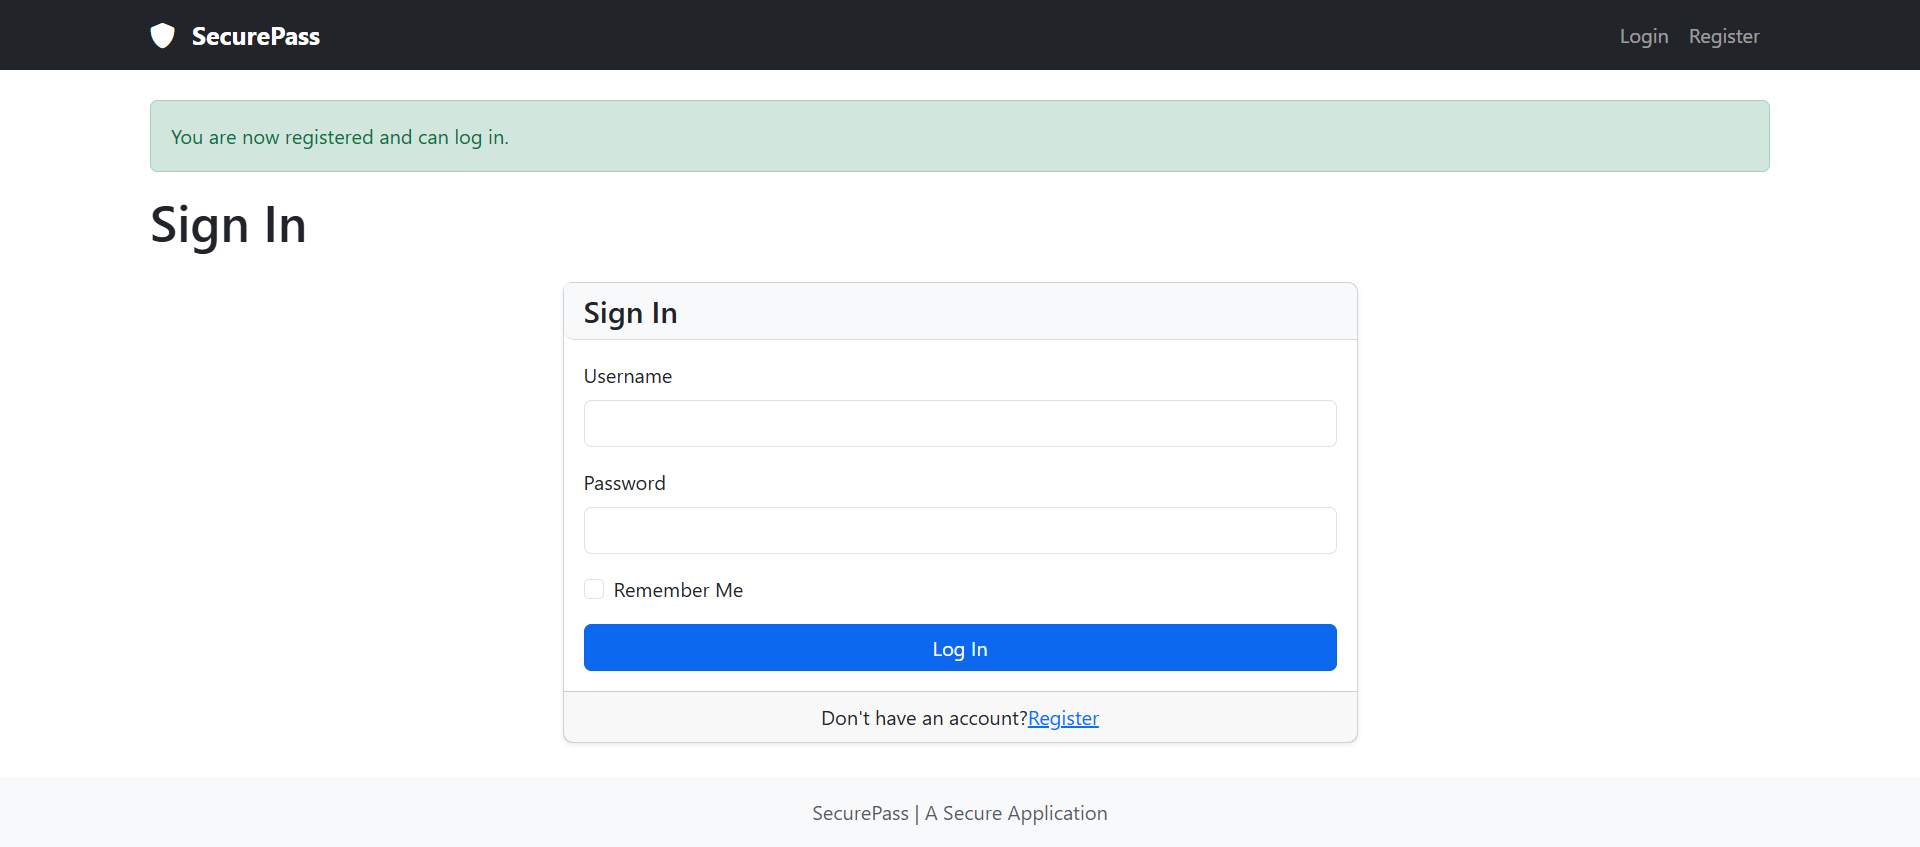 SecurePass
Login Register
You are now registered and can log in.
Sign In
Sign In
Username
Password
Remember Me
Log In
Don't have an account?Register
SecurePass | A Secure Application